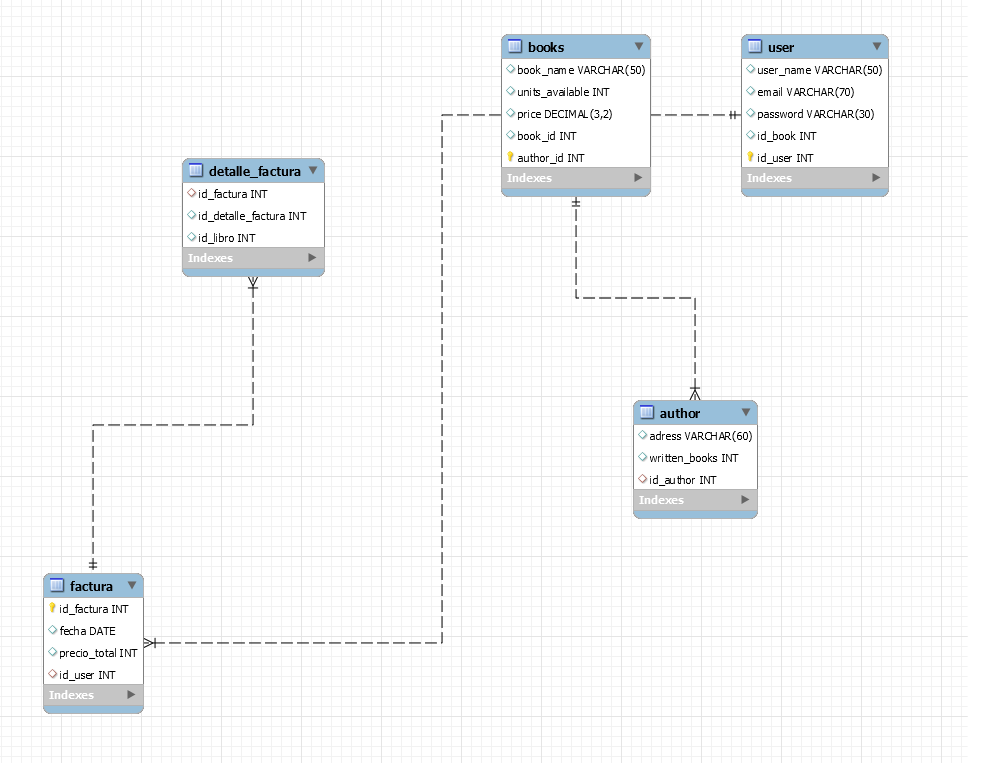 books
book_name VARCHAR(50)
units_available INT
price DECIMAL(3,2)
book_id INT
author_id INT
Indexes
user
user_name VARCHAR(50)
email VARCHAR(70)
password VARCHAR(30)
id_book INT
id_user INT
Indexes
detalle_factura
id_factura INT
id_detalle_factura INT
id_libro INT
Indexes
author
adress VARCHAR(60)
written_books INT
id_author INT
Indexes
factura
id_factura INT
fecha DATE
precio_total INT
id_user INT
Indexes